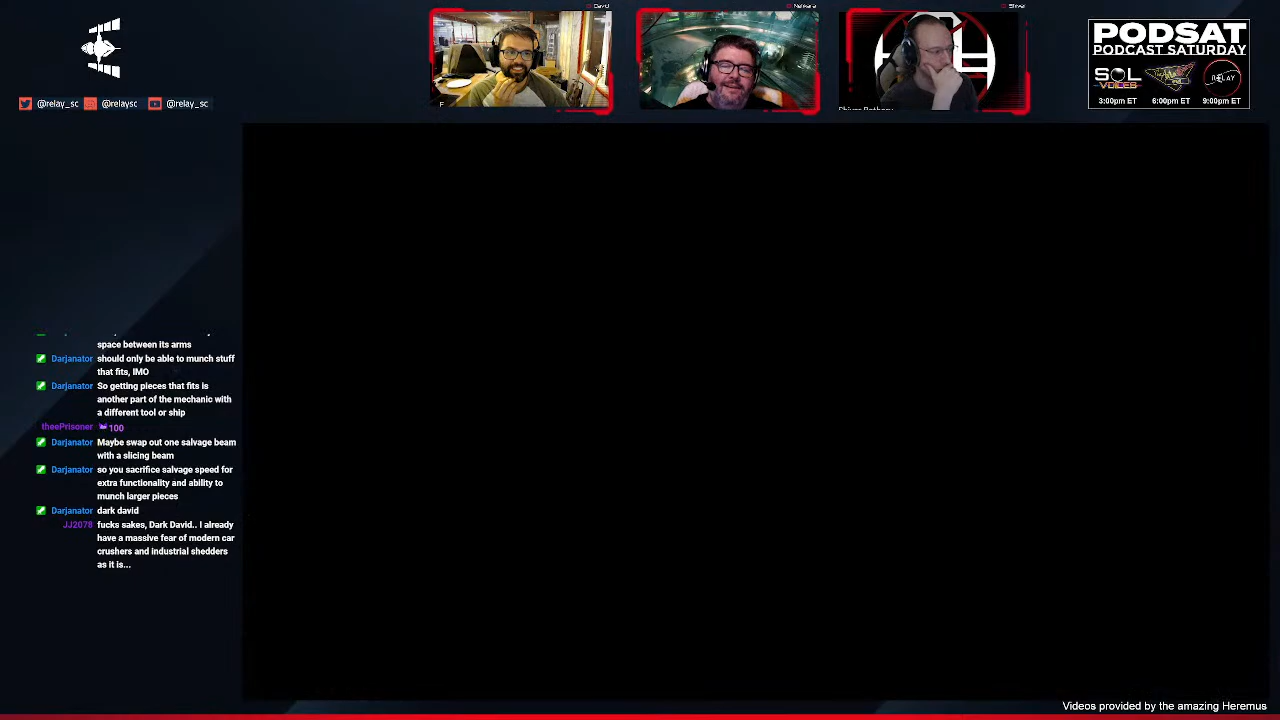 David
Shiver
PODSAT
PODCAST SATURDAY
SOL
VOICES
RELAY
3:00pm ET
6:00pm ET
9:00pm ET
@relay_sc
@relaysc
@relay_sc
space between its arms
Darjanator should only be able to munch stuff
that fits, IMO
Darjanator So getting pieces that fits is
another part of the mechanic with
a different tool or ship
theePrisoner 100
Darjanator Maybe swap out one salvage beam
with a slicing beam
Darjanator so you sacrifice salvage speed for
extra functionality and ability to
munch larger pieces
Darjanator dark david
JJ2078 fucks sakes, Dark David.. I already
have a massive fear of modern car
crushers and industrial shedders
as it is...
Videos provided by the amazing Heremus